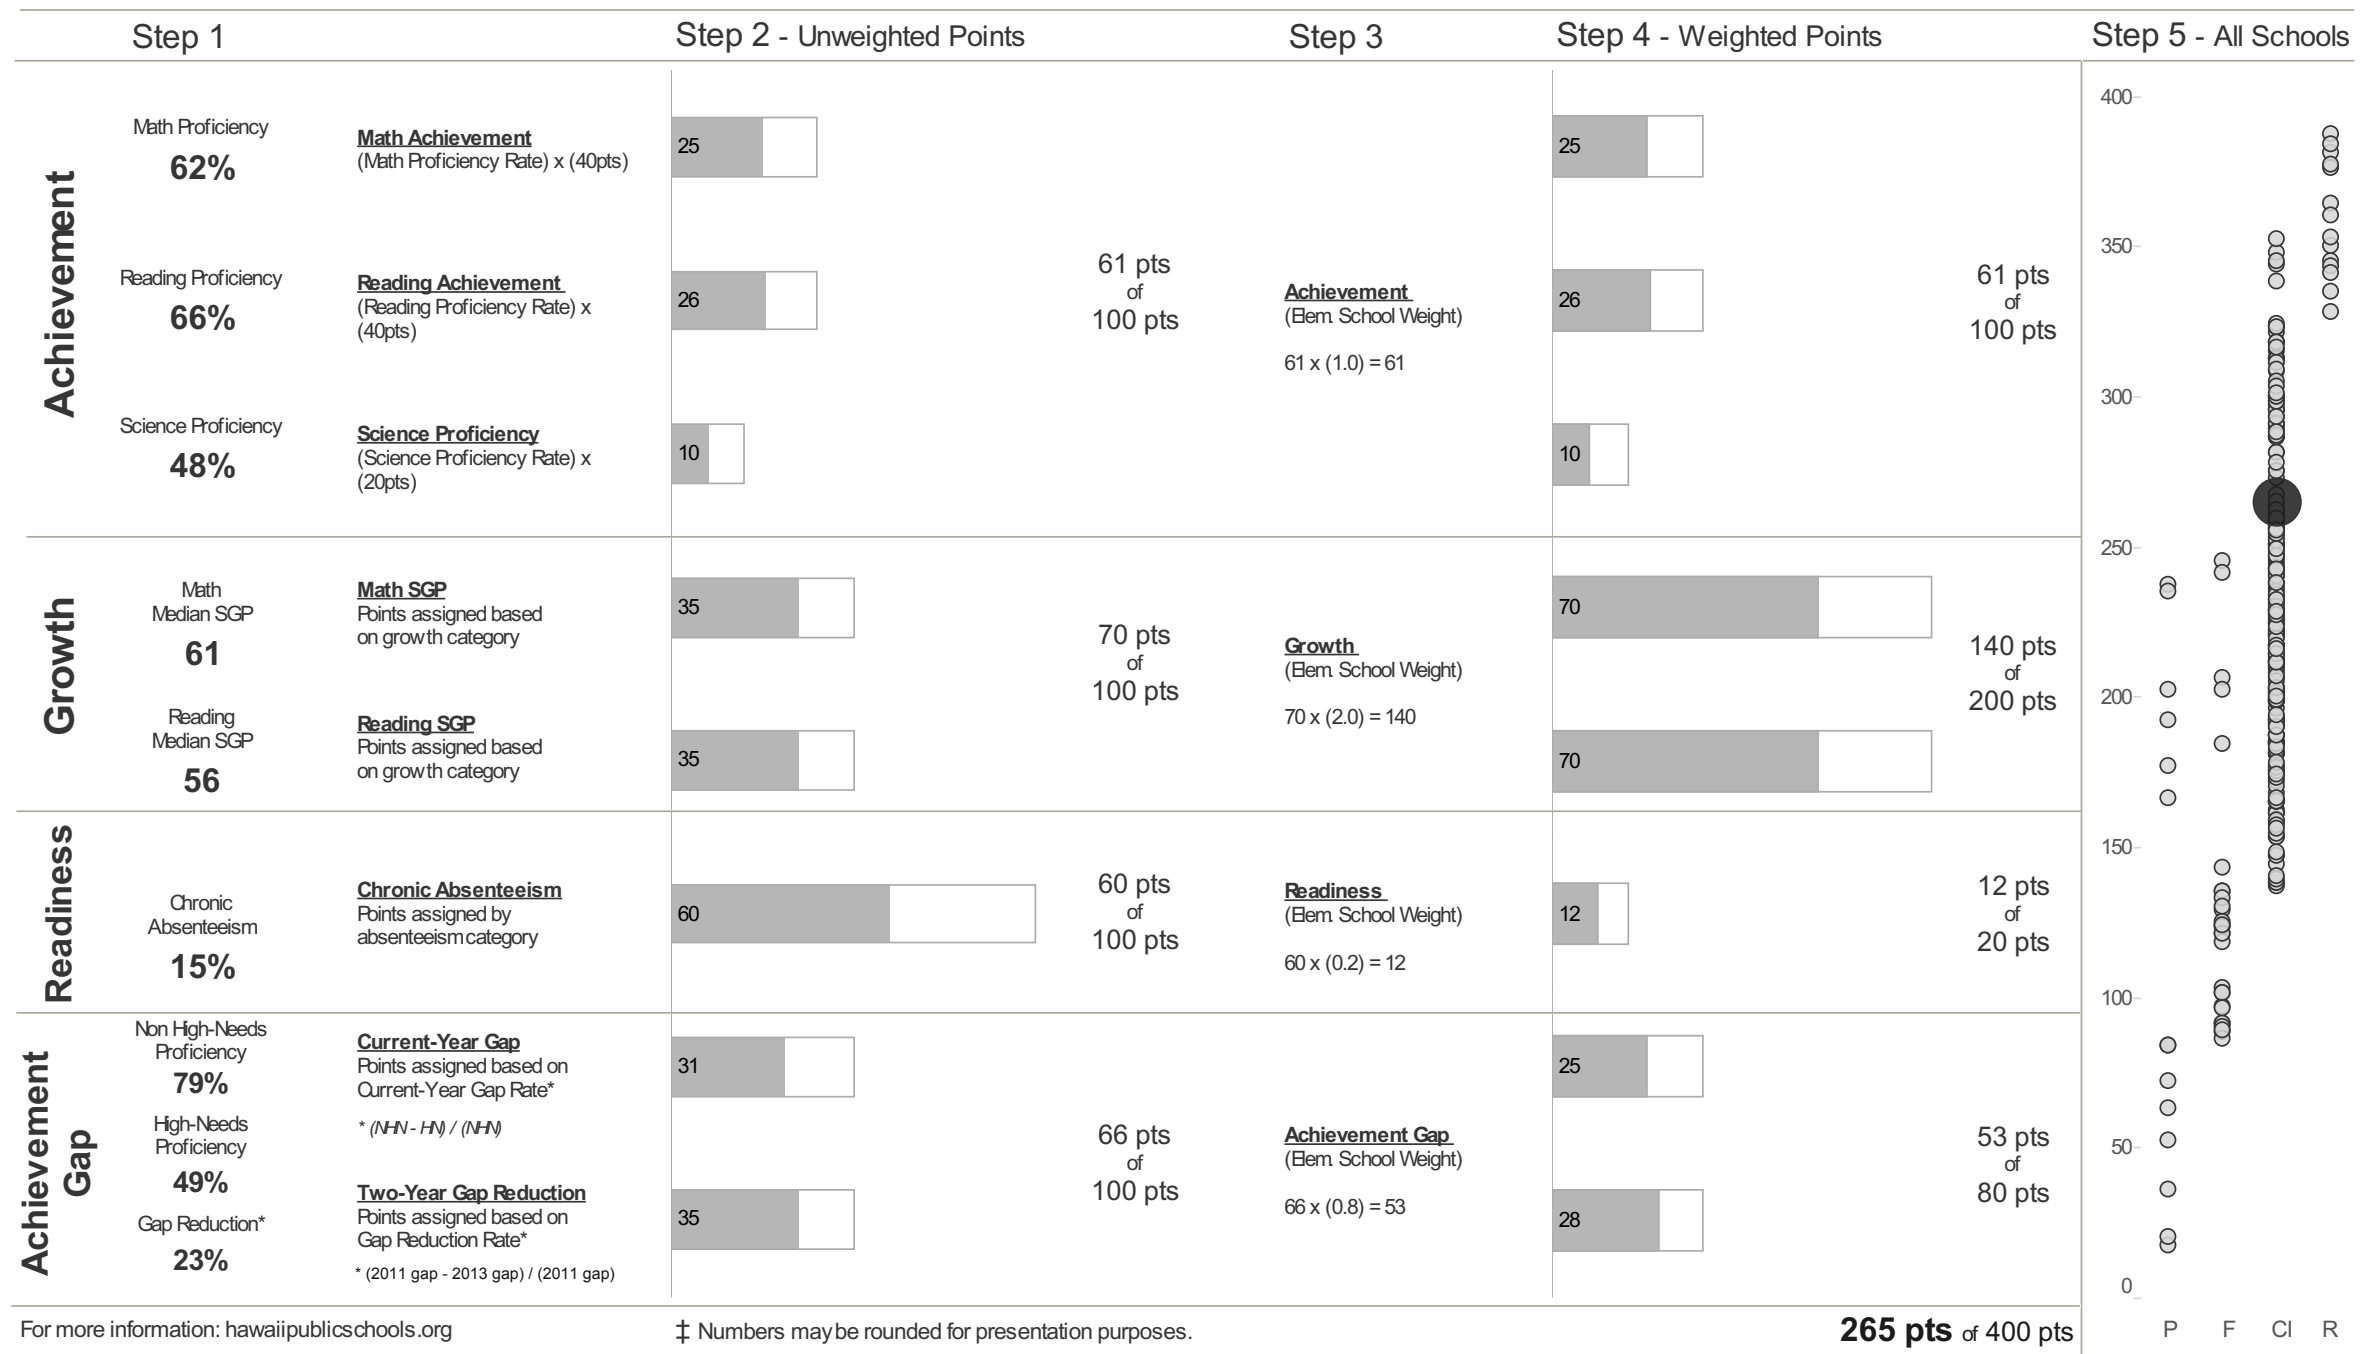 Step 1
Step 2 - Unweighted Points
Step 3
Step 4 - Weighted Points
Step 5 - All Schools
Achievement
Math Proficiency
62%
Math Achievement
(Math Proficiency Rate) x (40pts)
25
25
Reading Proficiency
66%
Reading Achievement
(Reading Proficiency Rate) x
(40pts)
26
61 pts
of
100 pts
Achievement
(Elem. School Weight)
61 x (1.0) = 61
26
61 pts
of
100 pts
Science Proficiency
48%
Science Proficiency
(Science Proficiency Rate) x
(20pts)
10
10
Growth
Math
Median SGP
61
Math SGP
Points assigned based
on growth category
35
70 pts
of
100 pts
Growth
(Elem. School Weight)
70 x (2.0) = 140
70
140 pts
of
200 pts
Reading
Median SGP
56
Reading SGP
Points assigned based
on growth category
35
70
Readiness
Chronic
Absenteeism
15%
Chronic Absenteeism
Points assigned by
absenteeism category
60
60 pts
of
100 pts
Readiness
(Elem. School Weight)
60 x (0.2) = 12
12
12 pts
of
20 pts
Achievement
Gap
Non High-Needs
Proficiency
79%
High-Needs
Proficiency
49%
Gap Reduction*
23%
Current-Year Gap
Points assigned based on
Current-Year Gap Rate*
* (NHN - HN) / (NHN)
Two-Year Gap Reduction
Points assigned based on
Gap Reduction Rate*
* (2011 gap - 2013 gap) / (2011 gap)
31
35
66 pts
of
100 pts
Achievement Gap
(Elem. School Weight)
66 x (0.8) = 53
25
28
53 pts
of
80 pts
400
350
300
250
200
150
100
50
0
P F CI R
For more information: hawaiipublicschools.org
‡ Numbers may be rounded for presentation purposes.
265 pts of 400 pts